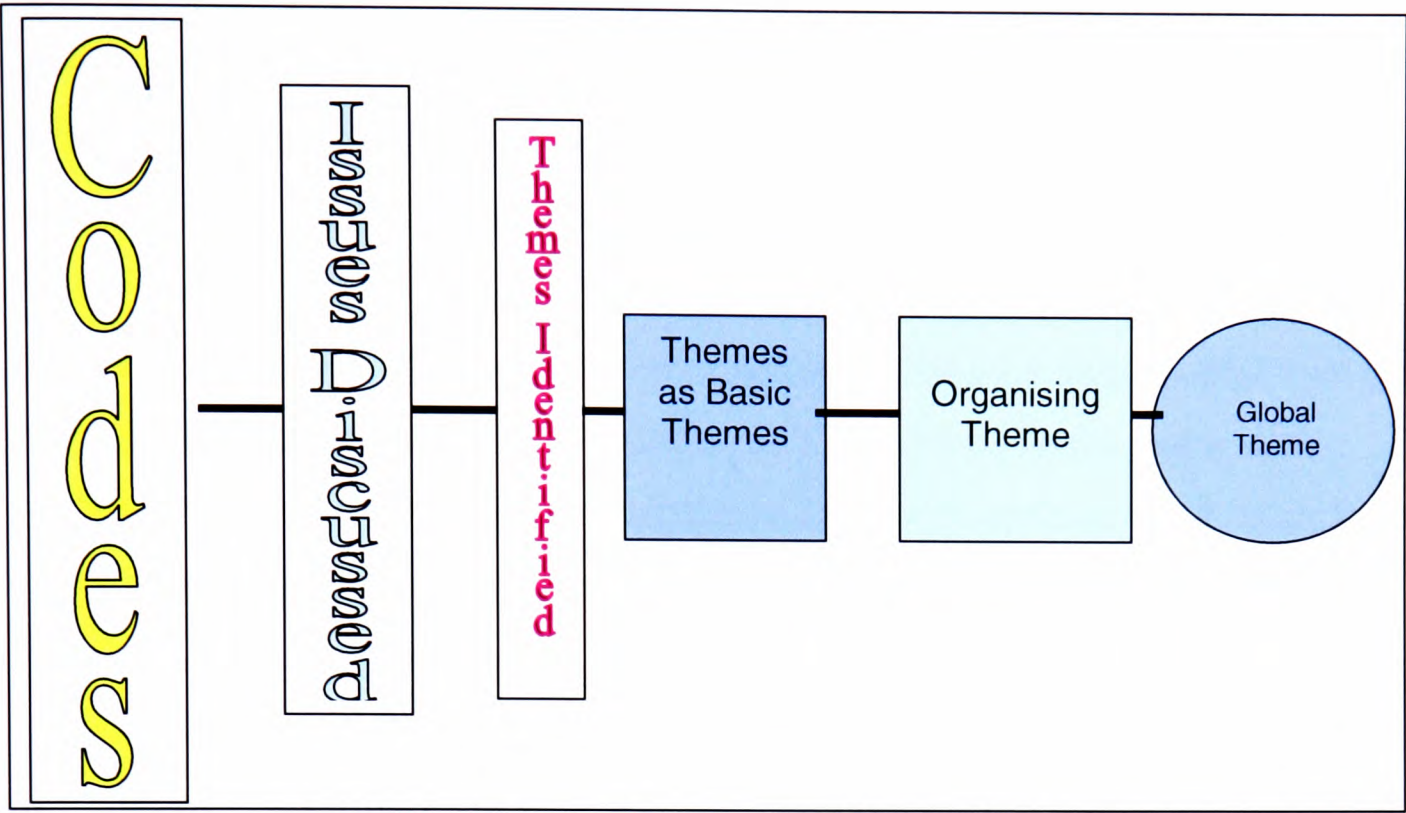 Codes
Issues Discussed
Themes Identified
Themes
as Basic
Themes
Organising
Theme
Global
Theme